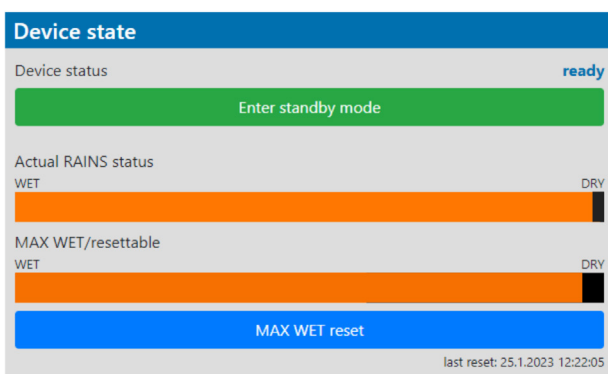 Device state
Device status ready
Enter standby mode
Actual RAINS status
WET DRY
MAX WET/resettable
WET DRY
MAX WET reset
last reset: 25.1.2023 12:22:05